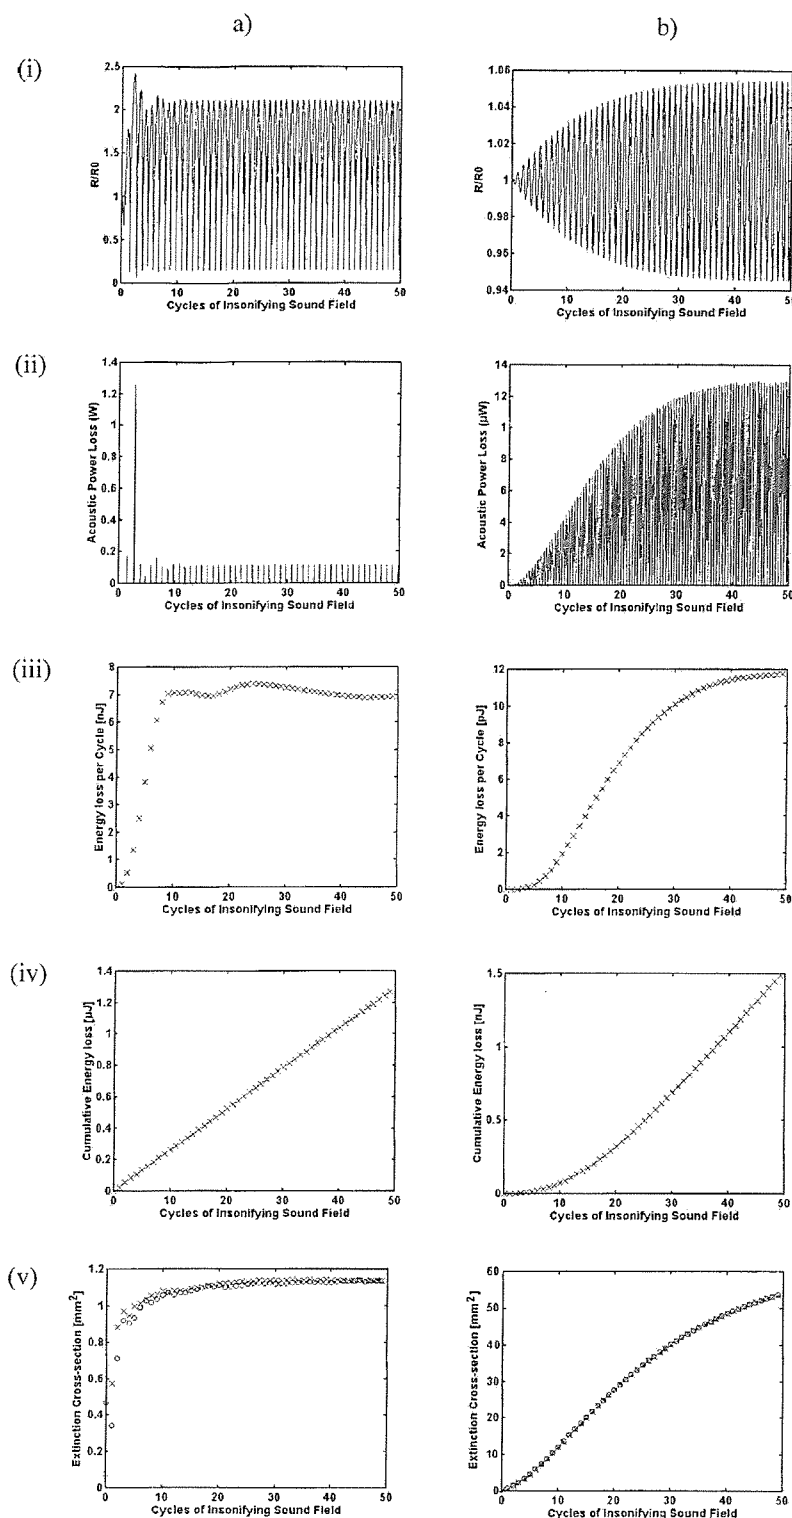 a)
b)
(i)
2.5
2
1.5
1
0.5
0
R/R0
0 10 20 30 40 50
Cycles of Insonifying Sound Field
1.06
1.04
1.02
1
0.98
0.95
0.94
R/R0
0 10 20 30 40 50
Cycles of Insonifying Sound Field
(ii)
1.4
1.2
1
0.8
0.6
0.4
0.2
0
Acoustic Power Loss (W)
0 10 20 30 40 50
Cycles of Insonifying Sound Field
14
12
10
8
6
4
2
0
Acoustic Power Loss (µW)
0 10 20 30 40 50
Cycles of Insonifying Sound Field
(iii)
8
7
6
5
4
3
2
1
0
Energy loss per Cycle [nJ]
0 10 20 30 40 50
Cycles of Insonifying Sound Field
12
10
8
6
4
2
0
Energy loss per Cycle [pJ]
0 10 20 30 40 50
Cycles of Insonifying Sound Field
(iv)
1.4
1.2
1
0.8
0.6
0.4
0.2
0
Cumulative Energy loss [µJ]
0 10 20 30 40 50
Cycles of Insonifying Sound Field
1.5
1
0.5
0
Cumulative Energy loss [nJ]
0 10 20 30 40 50
Cycles of Insonifying Sound Field
(v)
1.2
1
0.8
0.6
0.4
0.2
0
Extinction Cross-section [mm²]
0 10 20 30 40 50
Cycles of Insonifying Sound Field
60
50
40
30
20
10
0
Extinction Cross-section [mm²]
0 10 20 30 40 50
Cycles of Insonifying Sound Field